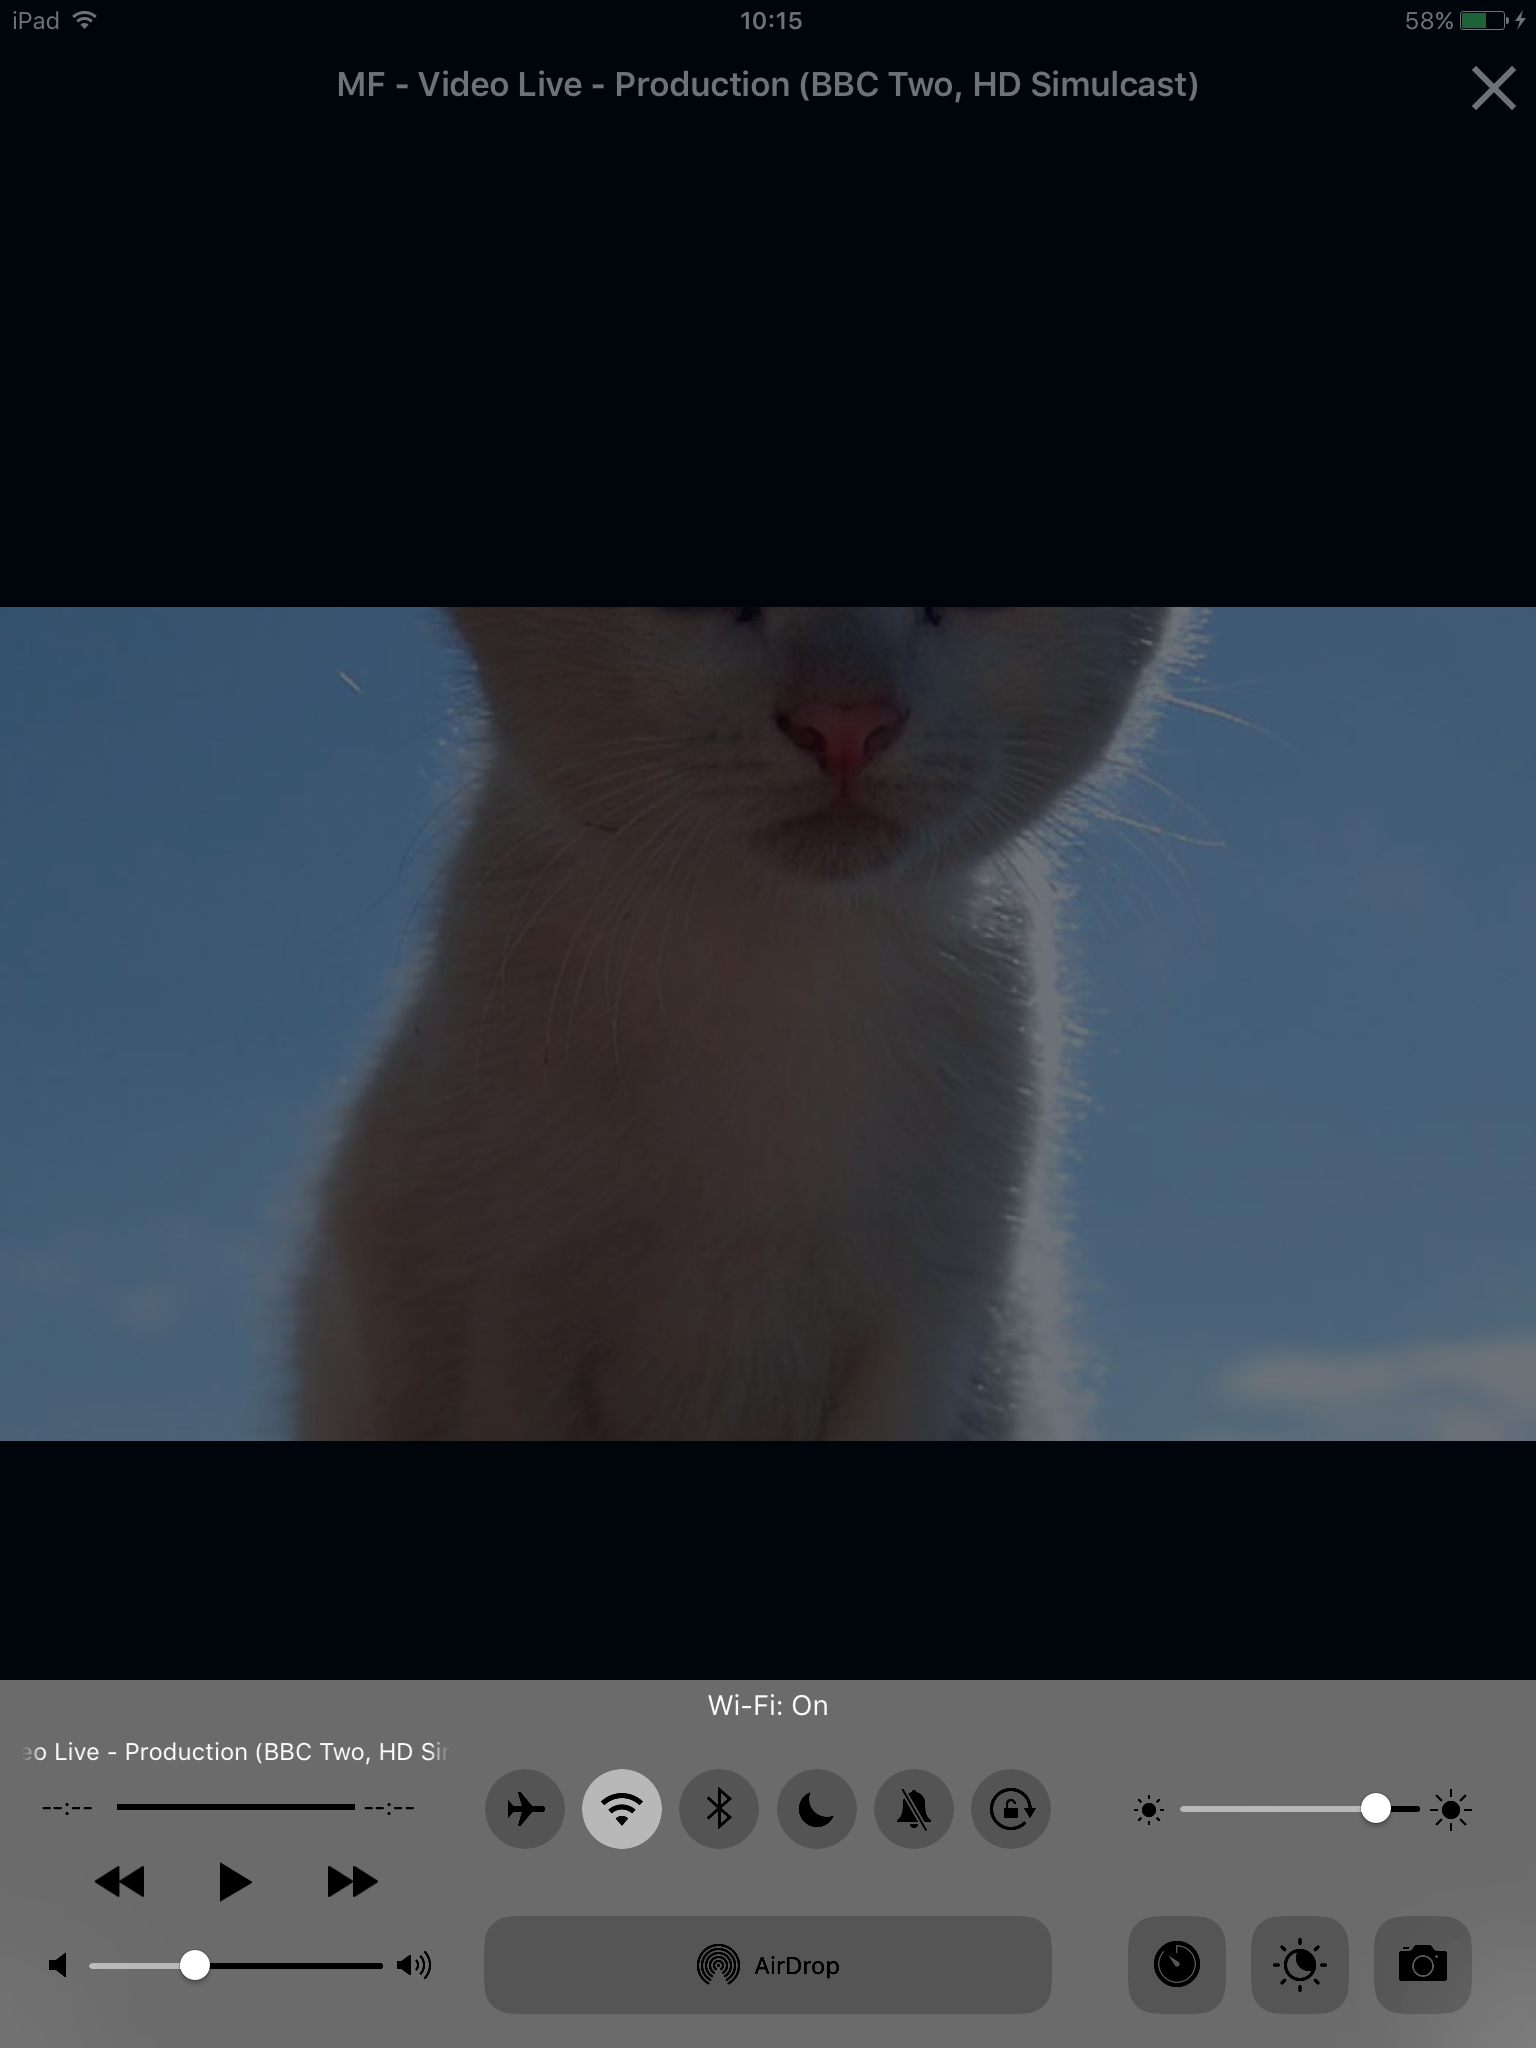 iPad 10:15 58%
MF - Video Live - Production (BBC Two, HD Simulcast)
Wi-Fi: On
eo Live - Production (BBC Two, HD Sir
--:-- --:--
AirDrop